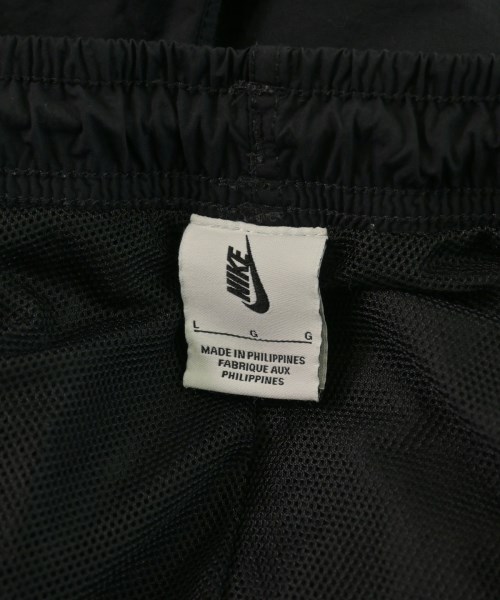 NIKE
L G G
MADE IN PHILIPPINES
FABRIQUE AUX
PHILIPPINES